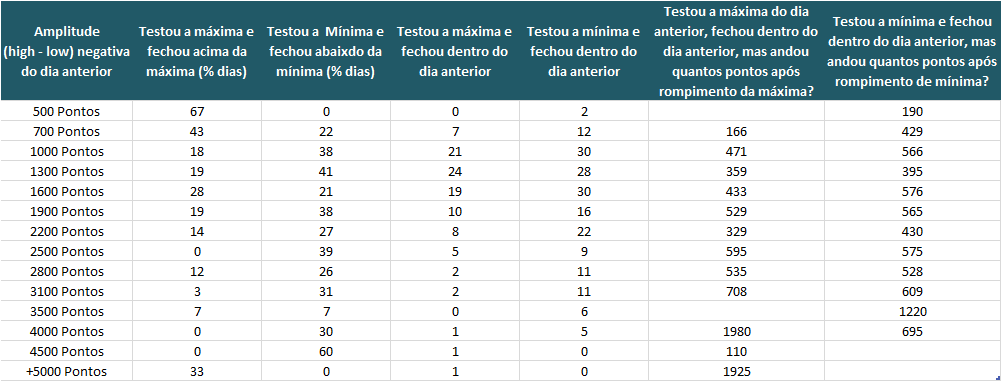 Amplitude (high - low) negativa do dia anterior | Testou a máxima e fechou acima da máxima (% dias) | Testou a Mínima e fechou abaixdo da mínima (% dias) | Testou a máxima e fechou dentro do dia anterior | Testou a mínima e fechou dentro do dia anterior | Testou a máxima do dia anterior, fechou dentro do dia anterior, mas andou quantos pontos após rompimento da máxima? | Testou a mínima e fechou dentro do dia anterior, mas andou quantos pontos após rompimento de mínima?
500 Pontos | 67 | 0 | 0 | 2 | | 190
700 Pontos | 43 | 22 | 7 | 12 | 166 | 429
1000 Pontos | 18 | 38 | 21 | 30 | 471 | 566
1300 Pontos | 19 | 41 | 24 | 28 | 359 | 395
1600 Pontos | 28 | 21 | 19 | 30 | 433 | 576
1900 Pontos | 19 | 38 | 10 | 16 | 529 | 565
2200 Pontos | 14 | 27 | 8 | 22 | 329 | 430
2500 Pontos | 0 | 39 | 5 | 9 | 595 | 575
2800 Pontos | 12 | 26 | 2 | 11 | 535 | 528
3100 Pontos | 3 | 31 | 2 | 11 | 708 | 609
3500 Pontos | 7 | 7 | 0 | 6 | | 1220
4000 Pontos | 0 | 30 | 1 | 5 | 1980 | 695
4500 Pontos | 0 | 60 | 1 | 0 | 110 |
+5000 Pontos | 33 | 0 | 1 | 0 | 1925 |